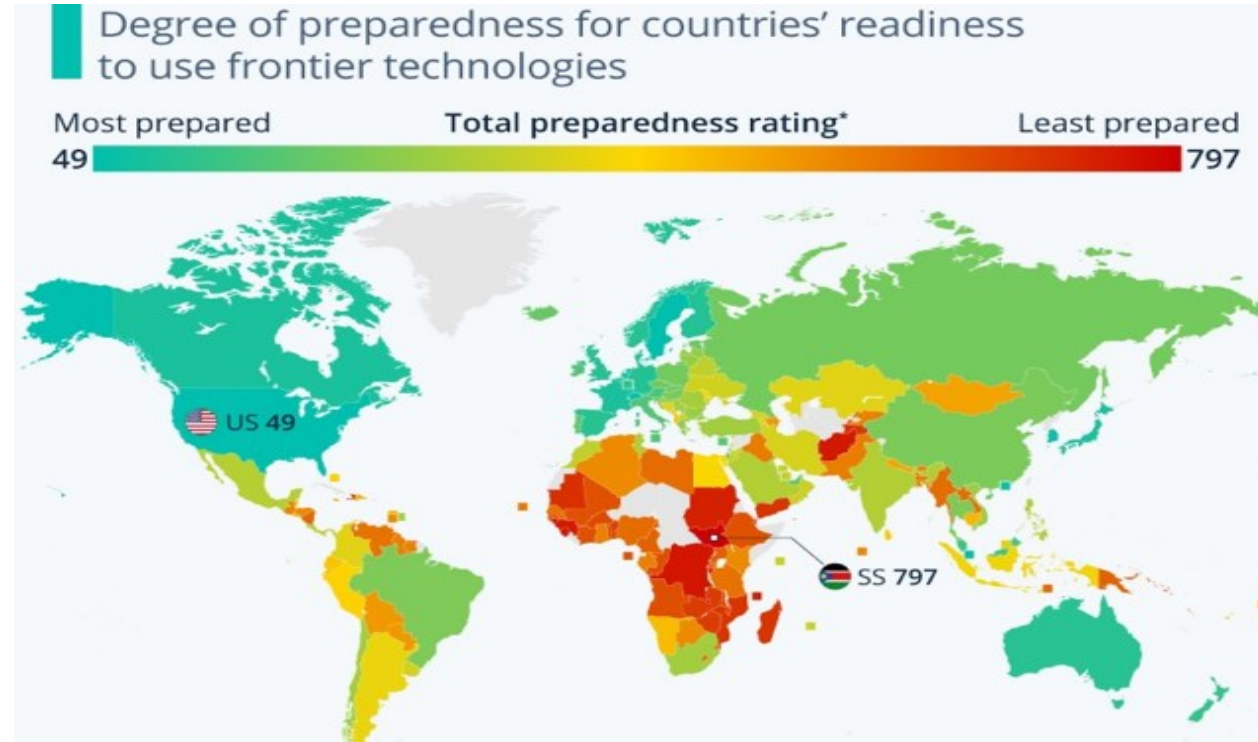 Degree of preparedness for countries’ readiness
to use frontier technologies
Most prepared Total preparedness rating* Least prepared
49 797
US 49
SS 797